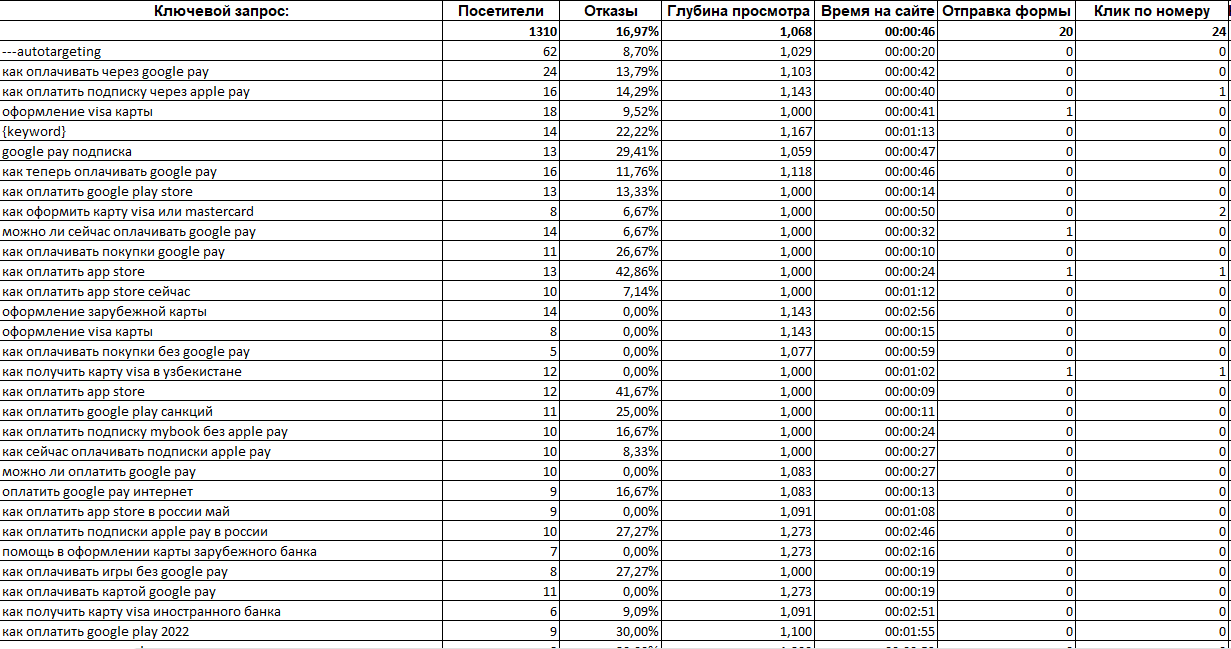 Ключевой запрос: Посетители Отказы Глубина просмотра Время на сайте Отправка формы Клик по номеру
1310 16,97% 1,068 00:00:46 20 24
---autotargeting 62 8,70% 1,029 00:00:20 0 0
как оплачивать через google pay 24 13,79% 1,103 00:00:42 0 0
как оплатить подписку через apple pay 16 14,29% 1,143 00:00:40 0 1
оформление visa карты 18 9,52% 1,000 00:00:41 1 0
{keyword} 14 22,22% 1,167 00:01:13 0 0
google pay подписка 13 29,41% 1,059 00:00:47 0 0
как теперь оплачивать google pay 16 11,76% 1,118 00:00:46 0 0
как оплатить google play store 13 13,33% 1,000 00:00:14 0 0
как оформить карту visa или mastercard 8 6,67% 1,000 00:00:50 0 2
можно ли сейчас оплачивать google pay 14 6,67% 1,000 00:00:32 1 0
как оплачивать покупки google pay 11 26,67% 1,000 00:00:10 0 0
как оплатить app store 13 42,86% 1,000 00:00:24 1 1
как оплатить app store сейчас 10 7,14% 1,000 00:01:12 0 0
оформление зарубежной карты 14 0,00% 1,143 00:02:56 0 0
оформление visa карты 8 0,00% 1,143 00:00:15 0 0
как оплачивать покупки без google pay 5 0,00% 1,077 00:00:59 0 0
как получить карту visa в узбекистане 12 0,00% 1,000 00:01:02 1 1
как оплатить app store 12 41,67% 1,000 00:00:09 0 0
как оплатить google play санкций 11 25,00% 1,000 00:00:11 0 0
как оплатить подписку mybook без apple pay 10 16,67% 1,000 00:00:24 0 0
как сейчас оплачивать подписки apple pay 10 8,33% 1,000 00:00:27 0 0
можно ли оплатить google pay 10 0,00% 1,083 00:00:27 0 0
оплатить google pay интернет 9 16,67% 1,083 00:00:13 0 0
как оплатить app store в россии май 9 0,00% 1,091 00:01:08 0 0
как оплатить подписки apple pay в россии 10 27,27% 1,273 00:02:46 0 0
помощь в оформлении карты зарубежного банка 7 0,00% 1,273 00:02:16 0 0
как оплачивать игры без google pay 8 27,27% 1,000 00:00:19 0 0
как оплачивать картой google pay 11 0,00% 1,273 00:00:19 0 0
как получить карту visa иностранного банка 6 9,09% 1,091 00:02:51 0 0
как оплатить google play 2022 9 30,00% 1,100 00:01:55 0 0